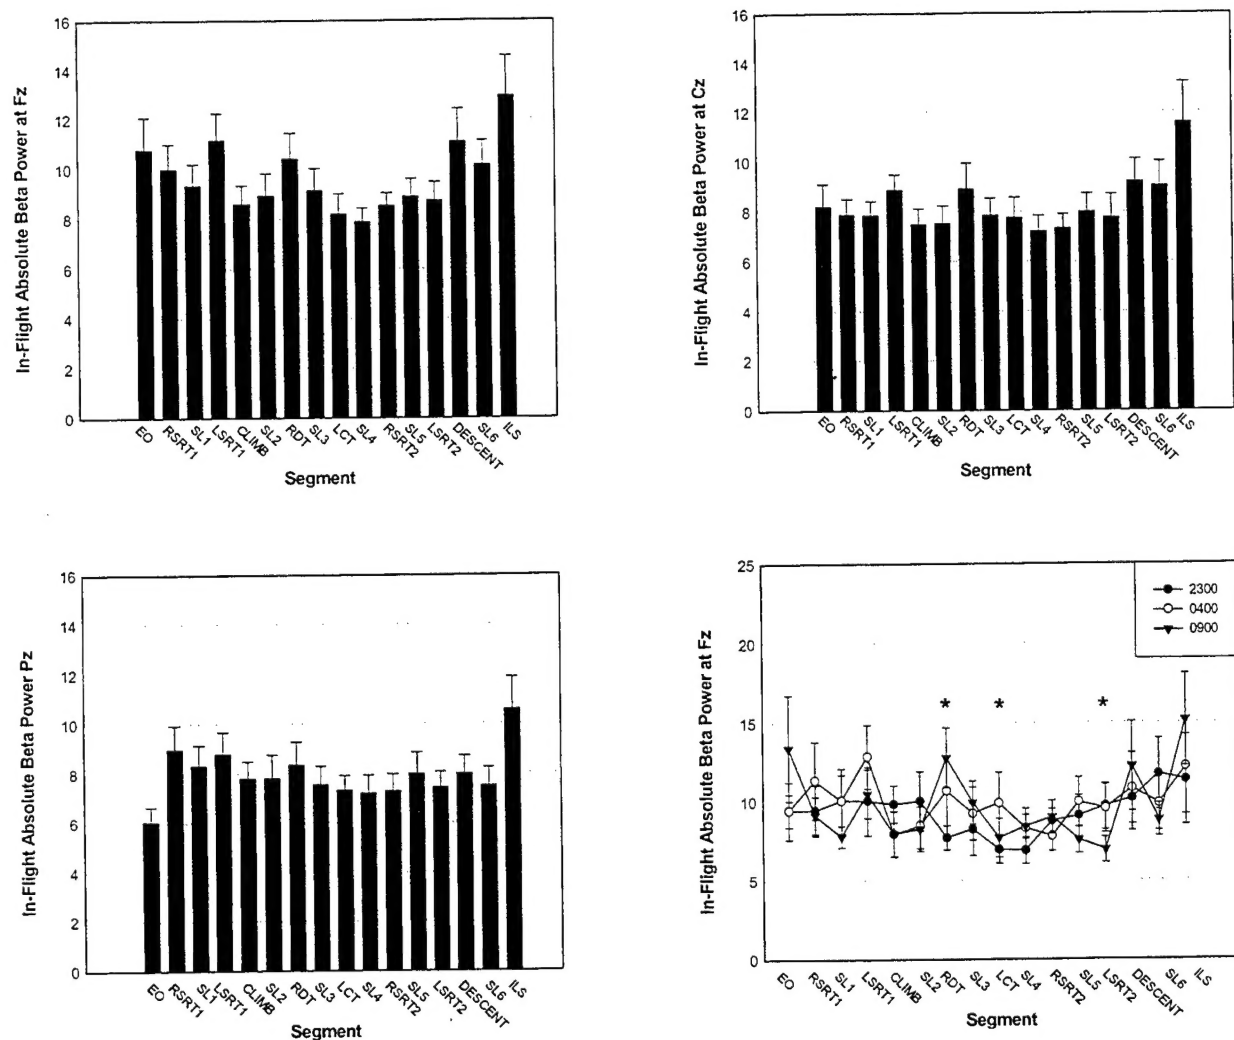 In-Flight Absolute Beta Power at Fz
16
14
12
10
8
6
4
2
0
EO
RSRT1
SL1
LSRT1
CLIMB
SL2
RDT
SL3
LCT
SL4
RSRT2
SL5
LSRT2
DESCENT
SL6
ILS
Segment
In-Flight Absolute Beta Power at Cz
16
14
12
10
8
6
4
2
0
EO
RSRT1
SL1
LSRT1
CLIMB
SL2
RDT
SL3
LCT
SL4
RSRT2
SL5
LSRT2
DESCENT
SL6
ILS
Segment
In-Flight Absolute Beta Power Pz
16
14
12
10
8
6
4
2
0
EO
RSRT1
SL1
LSRT1
CLIMB
SL2
RDT
SL3
LCT
SL4
RSRT2
SL5
LSRT2
DESCENT
SL6
ILS
Segment
In-Flight Absolute Beta Power at Fz
25
20
15
10
5
0
2300
0400
0900
* * *
EO
RSRT1
SL1
LSRT1
CLIMB
SL2
RDT
SL3
LCT
SL4
RSRT2
SL5
LSRT2
DESCENT
SL6
ILS
Segment